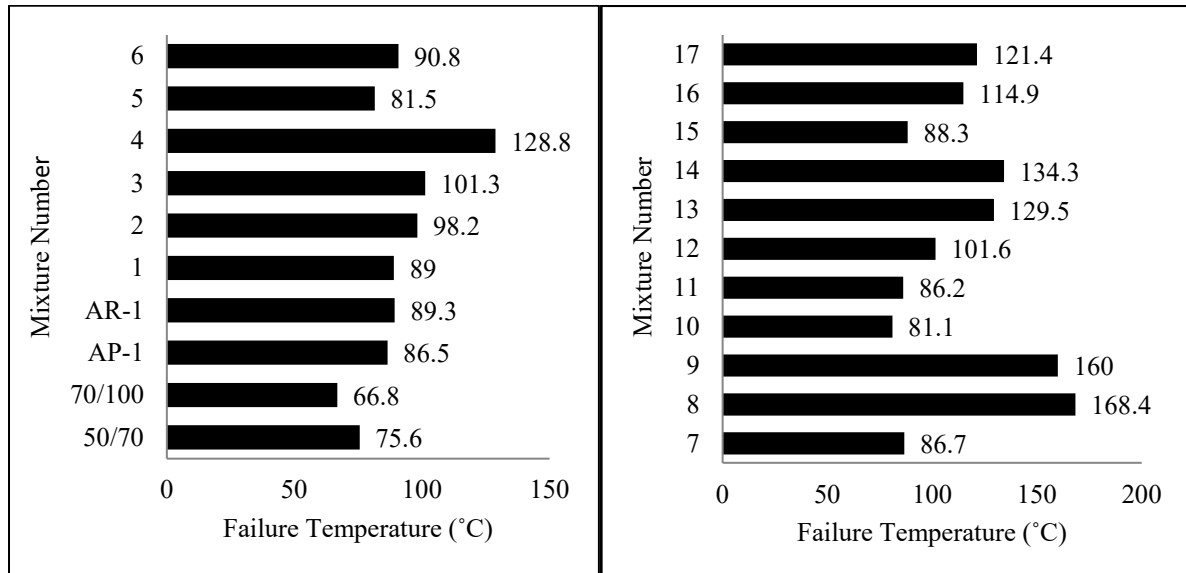 Mixture Number
6 90.8
5 81.5
4 128.8
3 101.3
2 98.2
1 89
AR-1 89.3
AP-1 86.5
70/100 66.8
50/70 75.6
0 50 100 150
Failure Temperature (˚C)
Mixture Number
17 121.4
16 114.9
15 88.3
14 134.3
13 129.5
12 101.6
11 86.2
10 81.1
9 160
8 168.4
7 86.7
0 50 100 150 200
Failure Temperature (˚C)